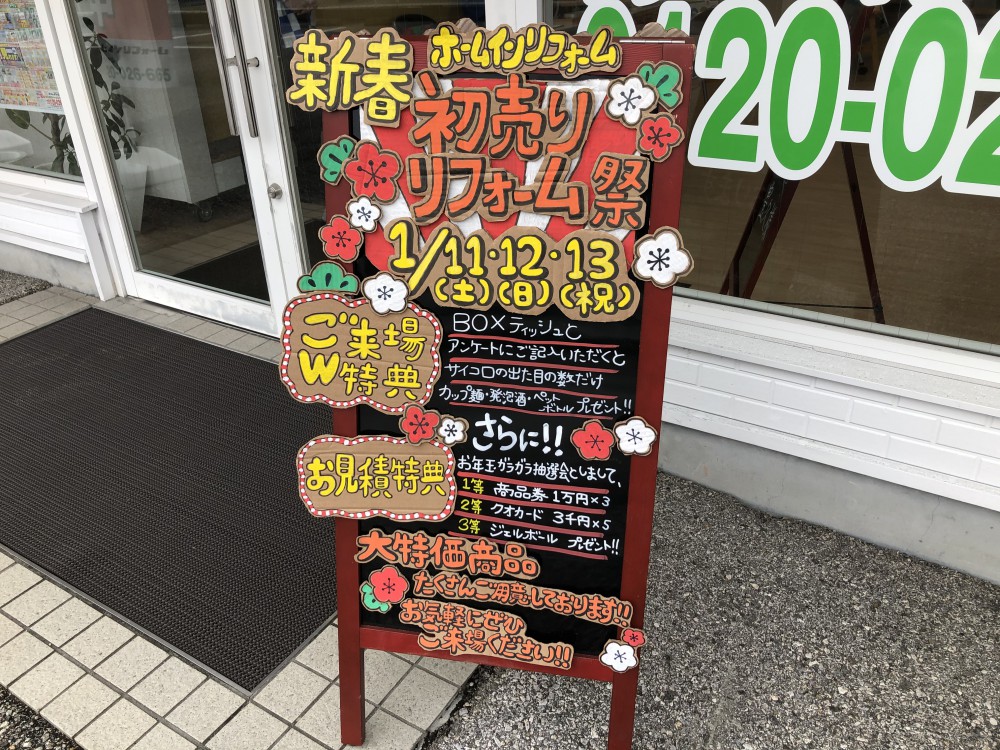 ホームインリフォーム
新春
初売り
リフォーム祭
1/11・12・13
(土)(日)(祝)
ご来場
W特典
BOXティッシュと
アンケートにご記入いただくと
サイコロの出た目の数だけ
カップ麺・発泡酒・ペットボトル プレゼント!!
さらに!!
お見積特典
お年玉ガラガラ抽選会としまして、
1等 商品券 1万円×3
2等 クオカード 3千円×5
3等 ジェルボール プレゼント!!
大特価商品
たくさんご用意しております!!
お気軽にぜひ
ご来場ください!!
0120-02